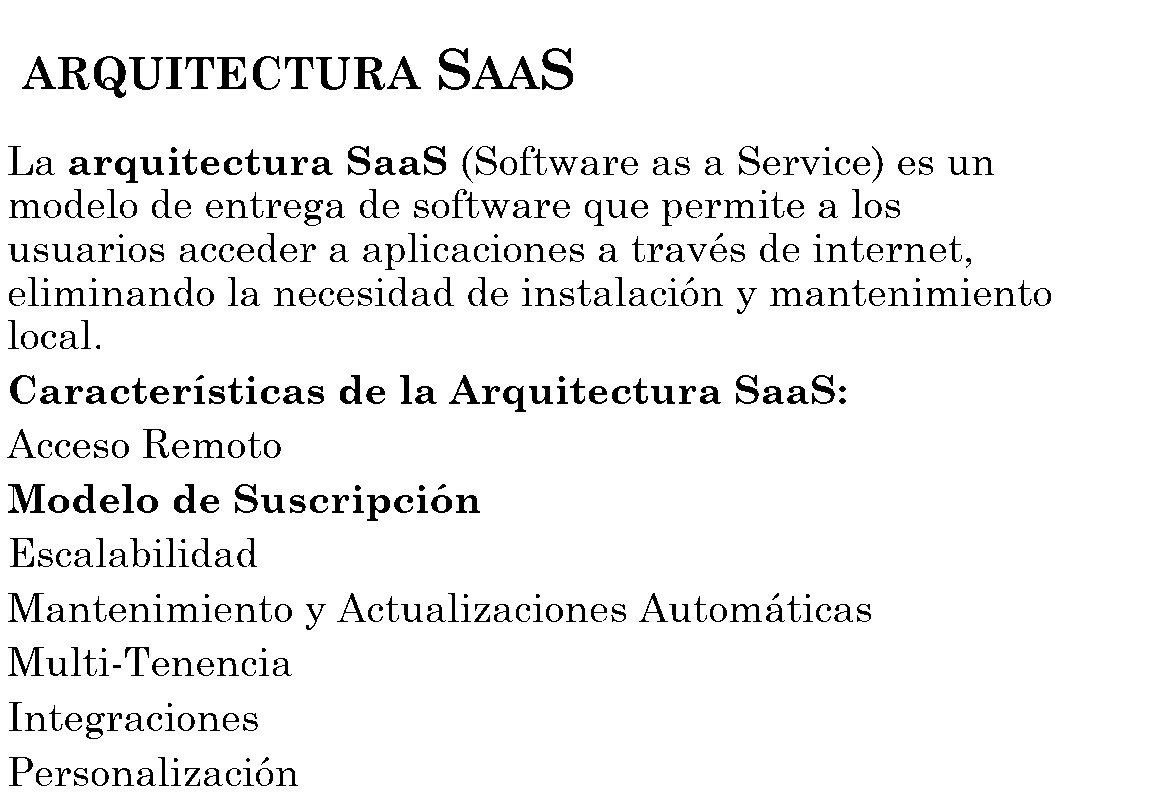 ARQUITECTURA SAAS
La arquitectura SaaS (Software as a Service) es un
modelo de entrega de software que permite a los
usuarios acceder a aplicaciones a través de internet,
eliminando la necesidad de instalación y mantenimiento
local.
Características de la Arquitectura SaaS:
Acceso Remoto
Modelo de Suscripción
Escalabilidad
Mantenimiento y Actualizaciones Automáticas
Multi-Tenencia
Integraciones
Personalización